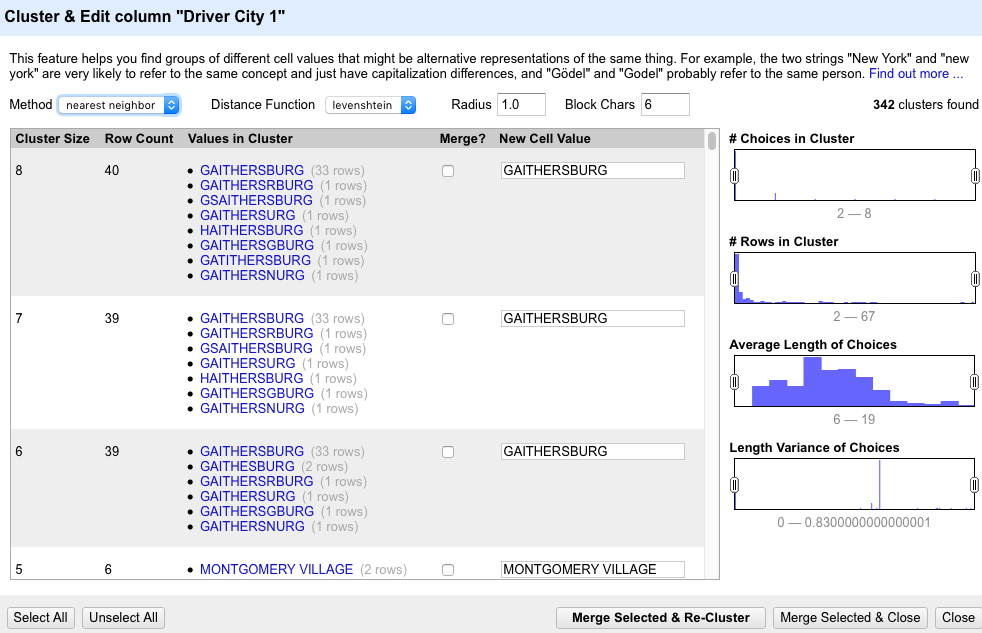 Cluster & Edit column "Driver City 1"
This feature helps you find groups of different cell values that might be alternative representations of the same thing. For example, the two strings "New York" and "new
york" are very likely to refer to the same concept and just have capitalization differences, and "Gödel" and "Godel" probably refer to the same person. Find out more ...
Method nearest neighbor Distance Function levenshtein Radius 1.0 Block Chars 6 342 clusters found
Cluster Size Row Count Values in Cluster Merge? New Cell Value
8 40 • GAITHERSBURG (33 rows) GAITHERSBURG
• GAITHERSRBURG (1 rows)
• GSAITHERSBURG (1 rows)
• GAITHERSURG (1 rows)
• HAITHERSBURG (1 rows)
• GAITHERSGBURG (1 rows)
• GATITHERSBURG (1 rows)
• GAITHERSNURG (1 rows)
7 39 • GAITHERSBURG (33 rows) GAITHERSBURG
• GAITHERSRBURG (1 rows)
• GSAITHERSBURG (1 rows)
• GAITHERSURG (1 rows)
• HAITHERSBURG (1 rows)
• GAITHERSGBURG (1 rows)
• GAITHERSNURG (1 rows)
6 39 • GAITHERSBURG (33 rows) GAITHERSBURG
• GAITHESBURG (2 rows)
• GAITHERSRBURG (1 rows)
• GAITHERSURG (1 rows)
• GAITHERSGBURG (1 rows)
• GAITHERSNURG (1 rows)
5 6 • MONTGOMERY VILLAGE (2 rows) MONTGOMERY VILLAGE
# Choices in Cluster
2 — 8
# Rows in Cluster
2 — 67
Average Length of Choices
6 — 19
Length Variance of Choices
0 — 0.8300000000000001
Select All Unselect All Merge Selected & Re-Cluster Merge Selected & Close Close